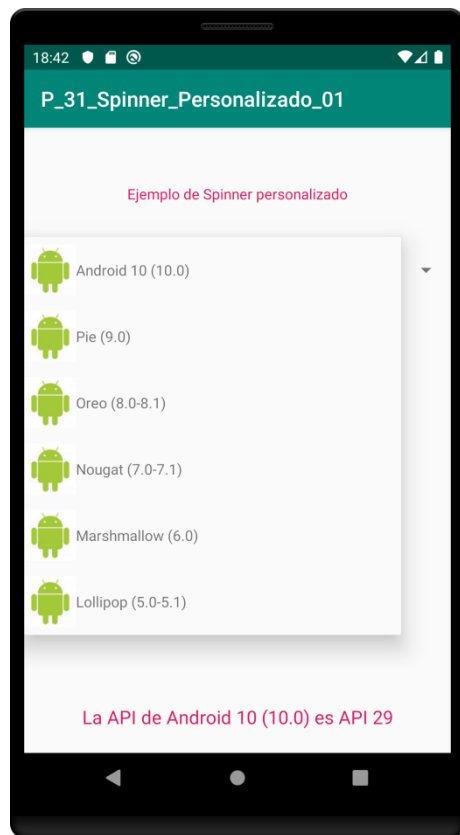 18:42
P_31_Spinner_Personalizado_01
Ejemplo de Spinner personalizado
Android 10 (10.0)
Pie (9.0)
Oreo (8.0-8.1)
Nougat (7.0-7.1)
Marshmallow (6.0)
Lollipop (5.0-5.1)
La API de Android 10 (10.0) es API 29